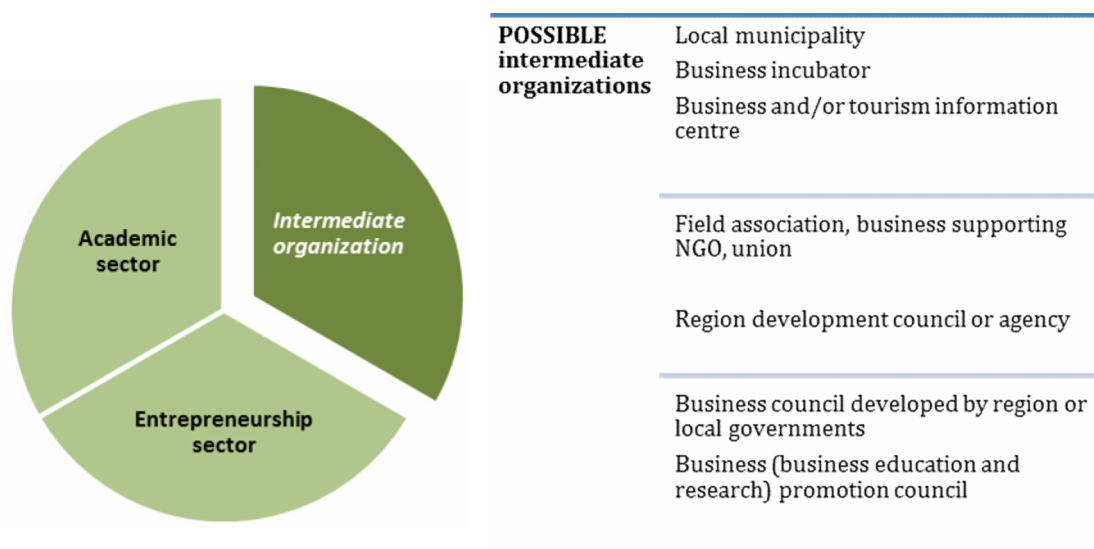 Academic
sector
Intermediate
organization
Entrepreneurship
sector
POSSIBLE
intermediate
organizations
Local municipality
Business incubator
Business and/or tourism information
centre
Field association, business supporting
NGO, union
Region development council or agency
Business council developed by region or
local governments
Business (business education and
research) promotion council